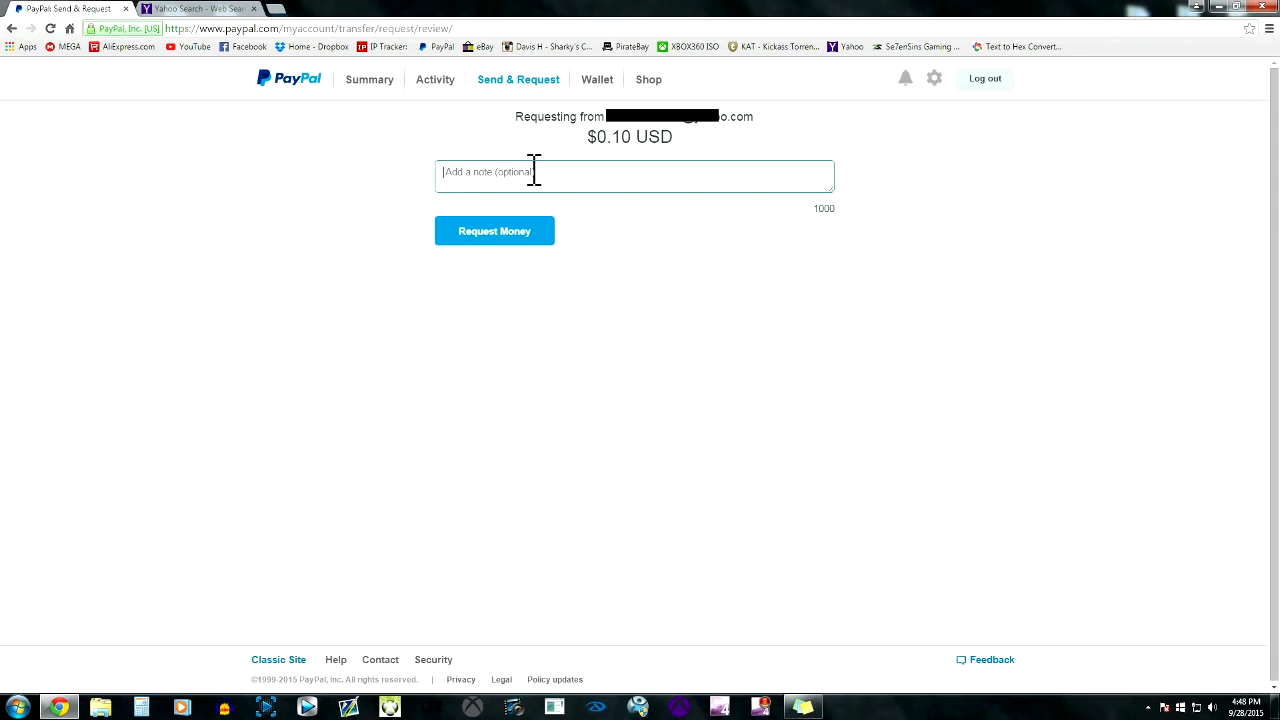 PayPal: Send & Request
Yahoo Search - Web Sear
PayPal, Inc. [US] https://www.paypal.com/myaccount/transfer/request/review/
Apps MEGA AliExpress.com YouTube Facebook Home - Dropbox IP Tracker: PayPal eBay Davis H - Sharky's C... PirateBay XBOX360 ISO KAT - Kickass Torren... Yahoo Se7enSins Gaming ... Text to Hex Convert...
PayPal Summary Activity Send & Request Wallet Shop Log out
Requesting from o.com
$0.10 USD
Add a note (optional)
1000
Request Money
Classic Site Help Contact Security Feedback
©1999-2015 PayPal, Inc. All rights reserved. | Privacy Legal Policy updates
4:48 PM
9/28/2015